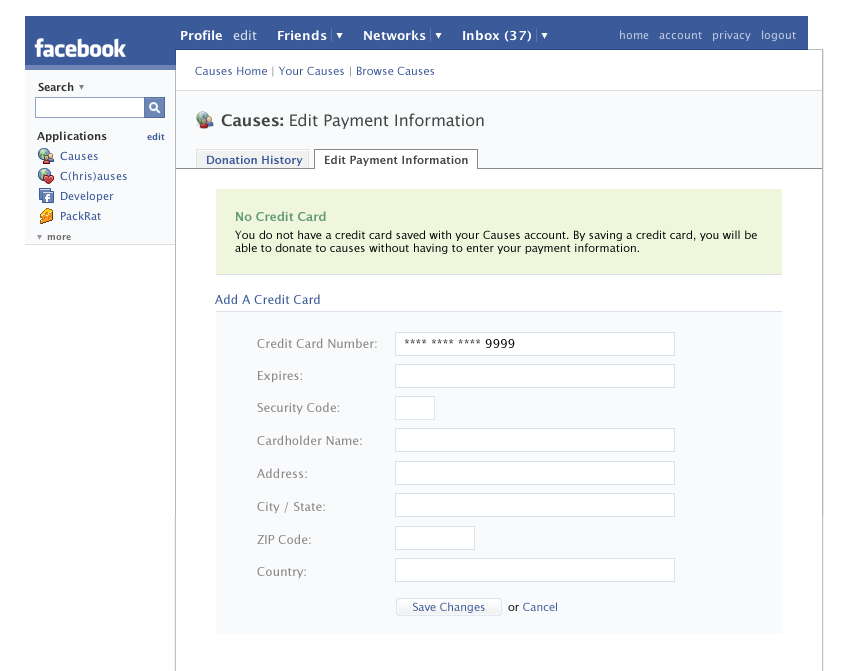 facebook
Profile edit Friends ▼ Networks ▼ Inbox (37) ▼ home account privacy logout
Search ▼
Applications edit
Causes
C(hris)auses
Developer
PackRat
▼ more
Causes Home | Your Causes | Browse Causes
Causes: Edit Payment Information
Donation History Edit Payment Information
No Credit Card
You do not have a credit card saved with your Causes account. By saving a credit card, you will be
able to donate to causes without having to enter your payment information.
Add A Credit Card
Credit Card Number: **** **** **** 9999
Expires:
Security Code:
Cardholder Name:
Address:
City / State:
ZIP Code:
Country:
Save Changes or Cancel